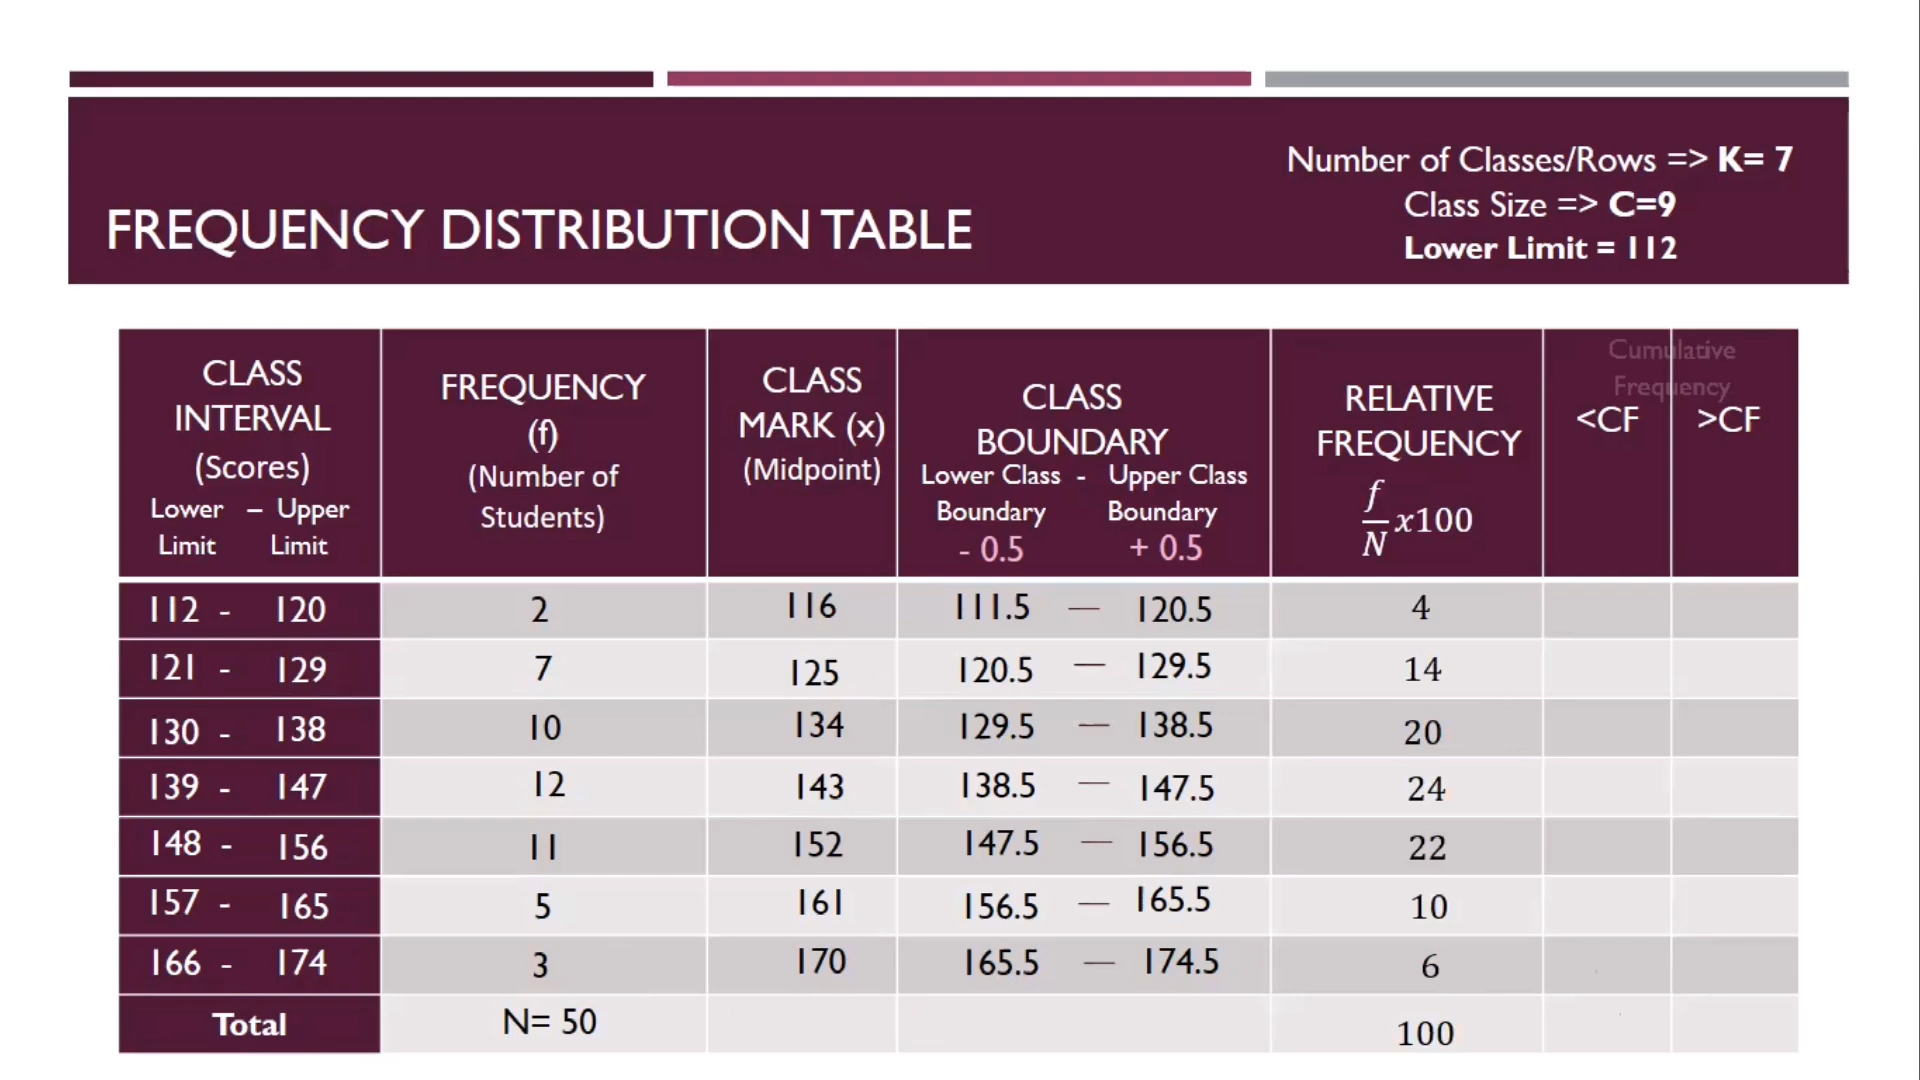 Number of Classes/Rows => K= 7
Class Size => C=9
Lower Limit = 112
FREQUENCY DISTRIBUTION TABLE
CLASS INTERVAL (Scores) Lower Limit – Upper Limit
FREQUENCY (f) (Number of Students)
CLASS MARK (x) (Midpoint)
CLASS BOUNDARY Lower Class Boundary - 0.5 - Upper Class Boundary + 0.5
RELATIVE FREQUENCY f/N x100
Cumulative Frequency
<CF >CF
112 - 120 2 116 111.5 — 120.5 4
121 - 129 7 125 120.5 — 129.5 14
130 - 138 10 134 129.5 — 138.5 20
139 - 147 12 143 138.5 — 147.5 24
148 - 156 11 152 147.5 — 156.5 22
157 - 165 5 161 156.5 — 165.5 10
166 - 174 3 170 165.5 — 174.5 6
Total N= 50 100